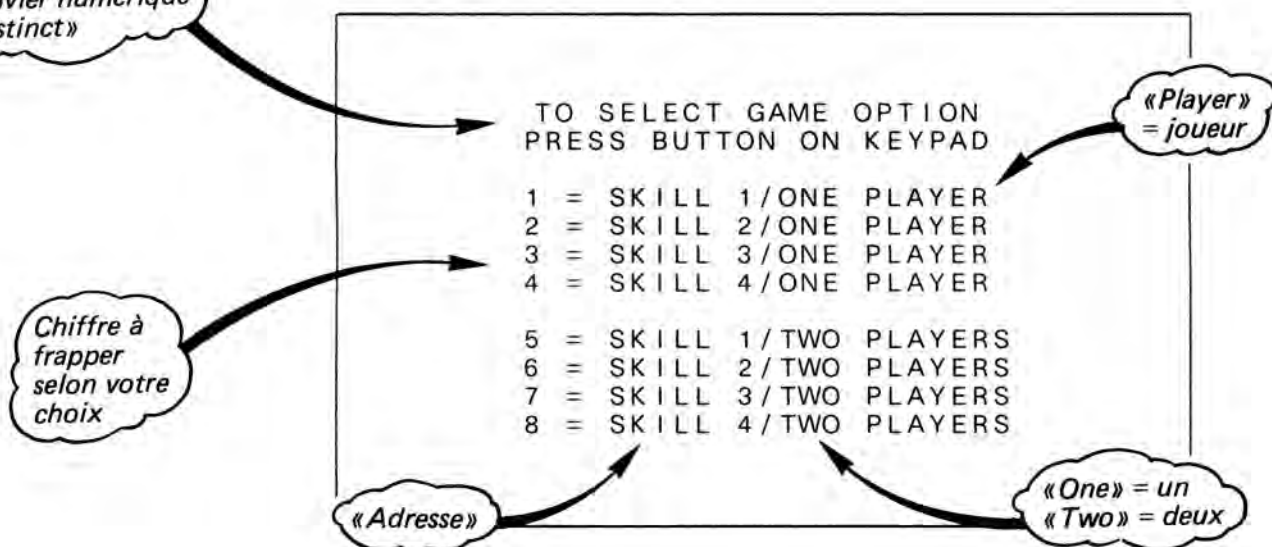 numérique
stinct»
TO SELECT GAME OPTION
PRESS BUTTON ON KEYPAD
«Player»
= joueur
1 = SKILL 1/ONE PLAYER
2 = SKILL 2/ONE PLAYER
3 = SKILL 3/ONE PLAYER
4 = SKILL 4/ONE PLAYER
Chiffre à
frapper
selon votre
choix
5 = SKILL 1/TWO PLAYERS
6 = SKILL 2/TWO PLAYERS
7 = SKILL 3/TWO PLAYERS
8 = SKILL 4/TWO PLAYERS
«Adresse»
«One» = un
«Two» = deux